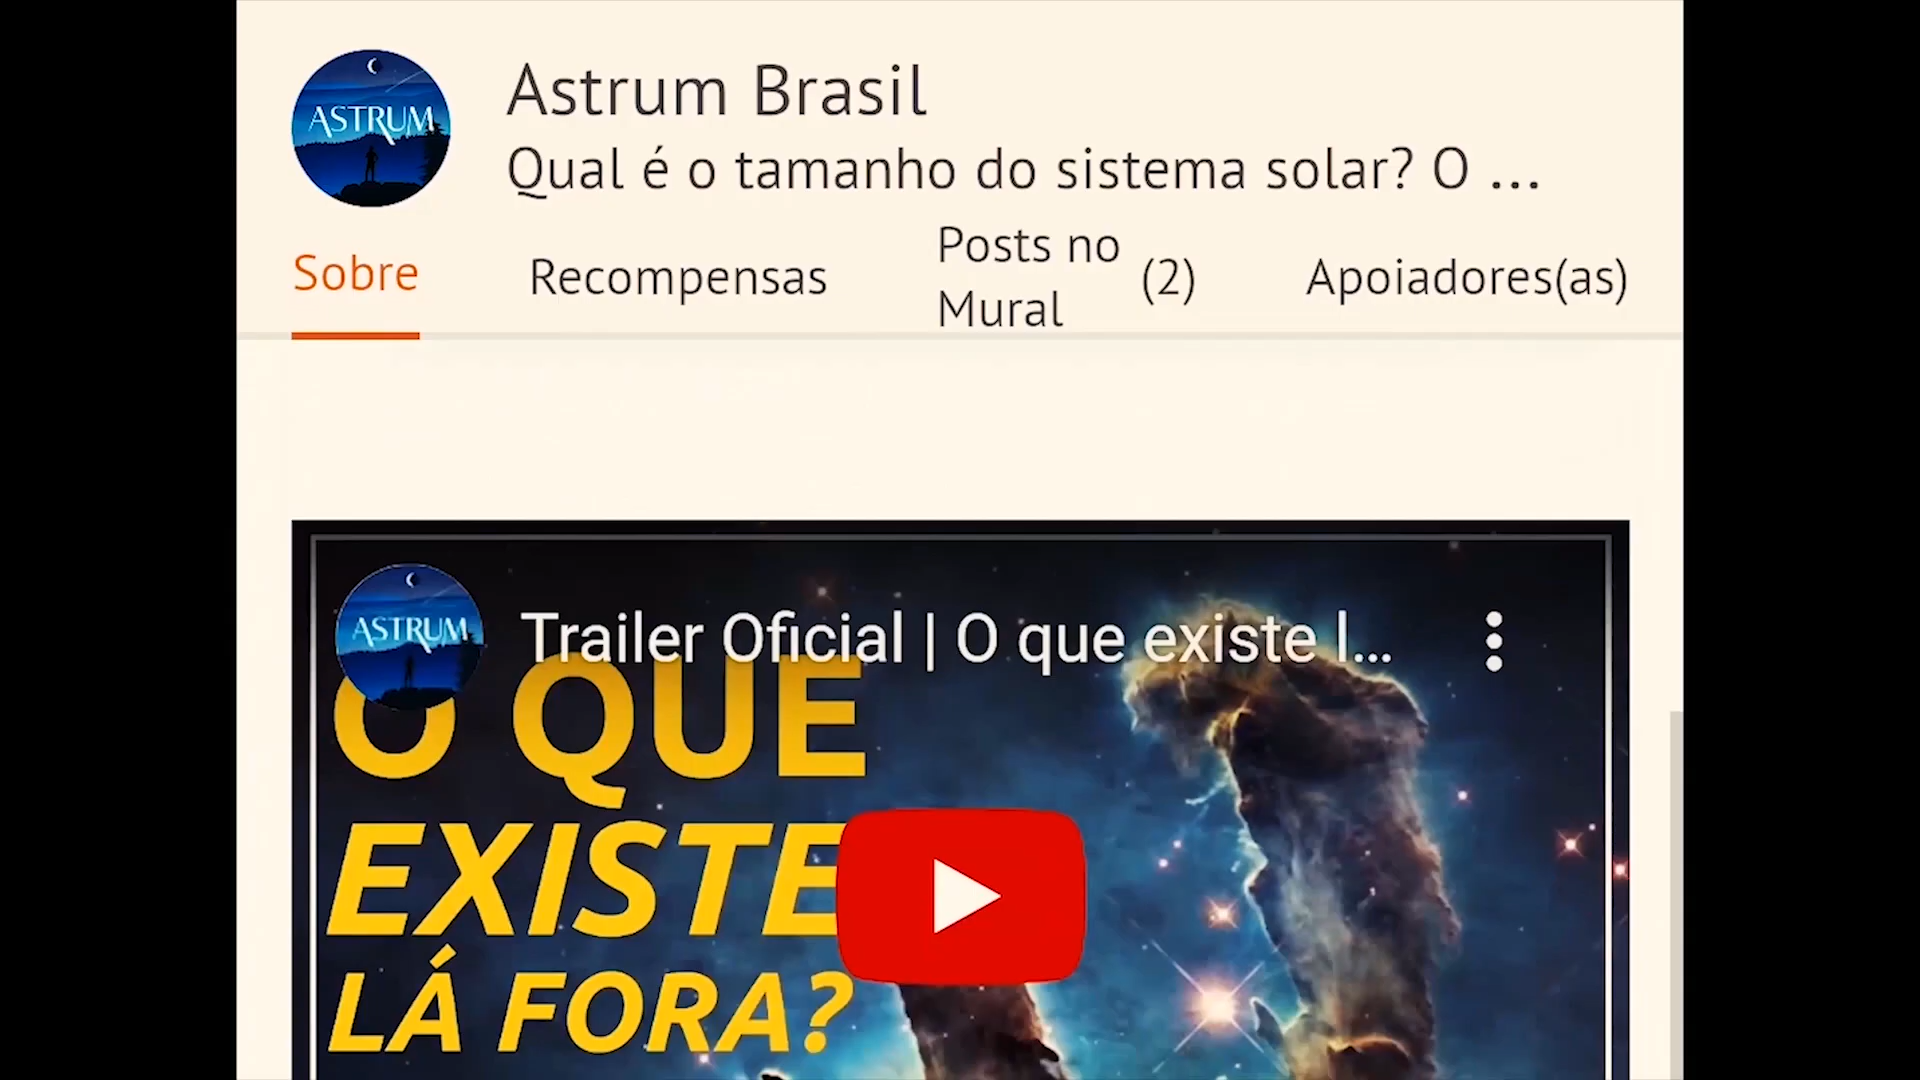 ASTRUM
Astrum Brasil
Qual é o tamanho do sistema solar? O ...
Sobre
Recompensas
Posts no
Mural
(2)
Apoiadores(as)
ASTRUM
Trailer Oficial | O que existe l...
O QUE
EXISTE
LÁ FORA?